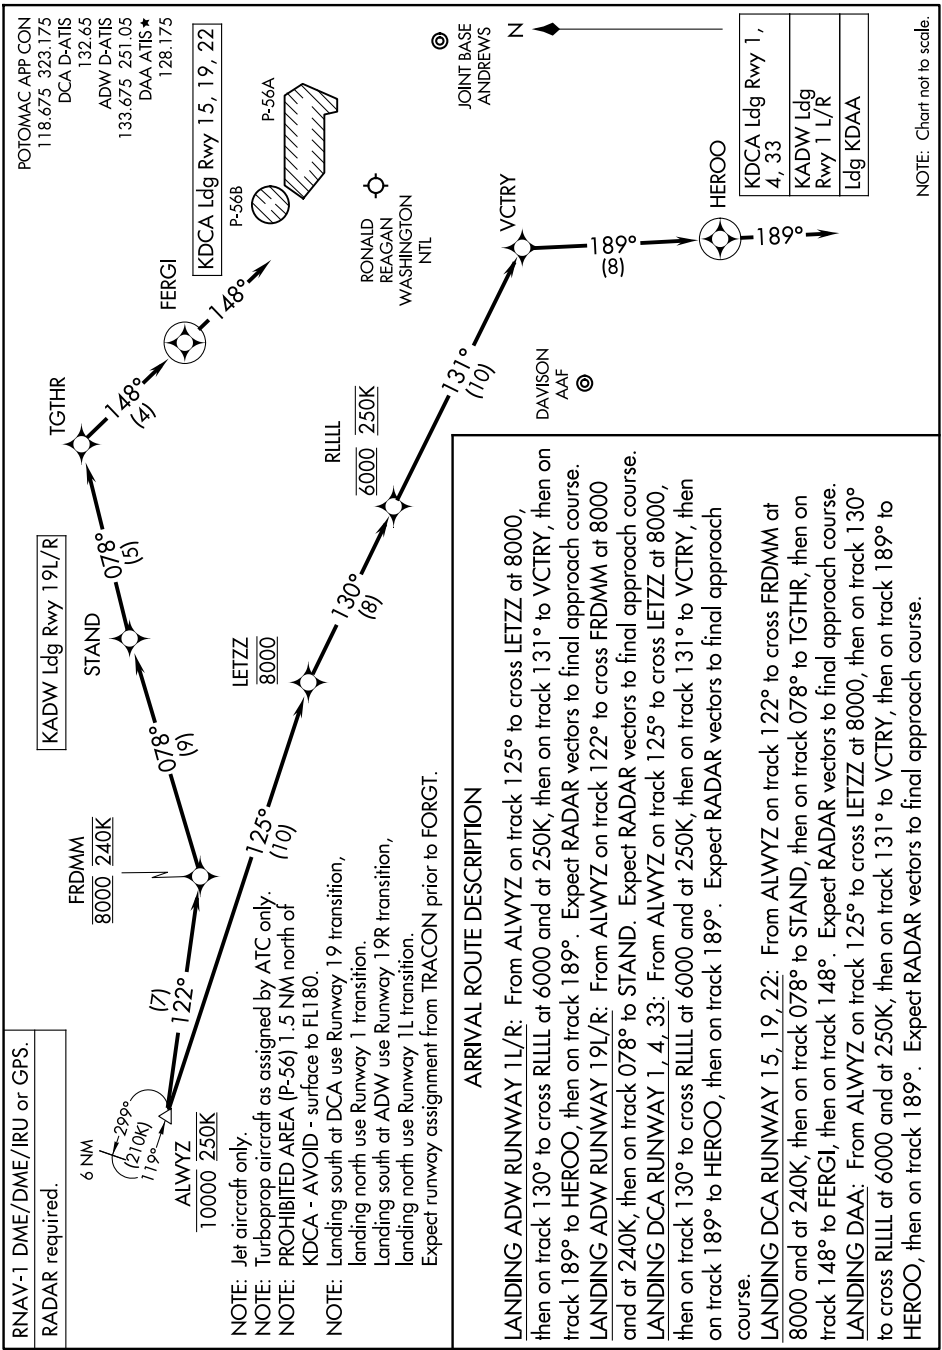 RNAV-1 DME/DME/IRU or GPS.
RADAR required.
POTOMAC APP CON
118.675 323.175
DCA D-ATIS
132.65
ADW D-ATIS
133.675 251.05
DAA ATIS★
128.175
6 NM
299°
(210K)
119°
ALWYZ
10000 250K
(7)
122°
FRDMM
8000 240K
078°
(9)
KADW Ldg Rwy 19L/R
STAND
078°
(5)
TGTHR
148°
(4)
FERGI
148°
KDCA Ldg Rwy 15, 19, 22
P-56B
P-56A
RONALD
REAGAN
WASHINGTON
NTL
JOINT BASE
ANDREWS
N
125°
(10)
LETZZ
8000
130°
(8)
RLLLL
6000 250K
131°
(10)
VCTRY
DAVISON
AAF
189°
(8)
HEROO
189°
KDCA Ldg Rwy 1,
4, 33
KADW Ldg
Rwy 1 L/R
Ldg KDAA
NOTE: Chart not to scale.
NOTE: Jet aircraft only.
NOTE: Turboprop aircraft as assigned by ATC only.
NOTE: PROHIBITED AREA (P-56) 1.5 NM north of
KDCA - AVOID - surface to FL180.
NOTE: Landing south at DCA use Runway 19 transition,
landing north use Runway 1 transition.
Landing south at ADW use Runway 19R transition,
landing north use Runway 1L transition.
Expect runway assignment from TRACON prior to FORGT.
ARRIVAL ROUTE DESCRIPTION
LANDING ADW RUNWAY 1L/R: From ALWYZ on track 125° to cross LETZZ at 8000,
then on track 130° to cross RLLLL at 6000 and at 250K, then on track 131° to VCTRY, then on
track 189° to HEROO, then on track 189°. Expect RADAR vectors to final approach course.
LANDING ADW RUNWAY 19L/R: From ALWYZ on track 122° to cross FRDMM at 8000
and at 240K, then on track 078° to STAND. Expect RADAR vectors to final approach course.
LANDING DCA RUNWAY 1, 4, 33: From ALWYZ on track 125° to cross LETZZ at 8000,
then on track 130° to cross RLLLL at 6000 and at 250K, then on track 131° to VCTRY, then
on track 189° to HEROO, then on track 189°. Expect RADAR vectors to final approach
course.
LANDING DCA RUNWAY 15, 19, 22: From ALWYZ on track 122° to cross FRDMM at
8000 and at 240K, then on track 078° to STAND, then on track 078° to TGTHR, then on
track 148° to FERGI, then on track 148°. Expect RADAR vectors to final approach course.
LANDING DAA: From ALWYZ on track 125° to cross LETZZ at 8000, then on track 130°
to cross RLLLL at 6000 and at 250K, then on track 131° to VCTRY, then on track 189° to
HEROO, then on track 189°. Expect RADAR vectors to final approach course.